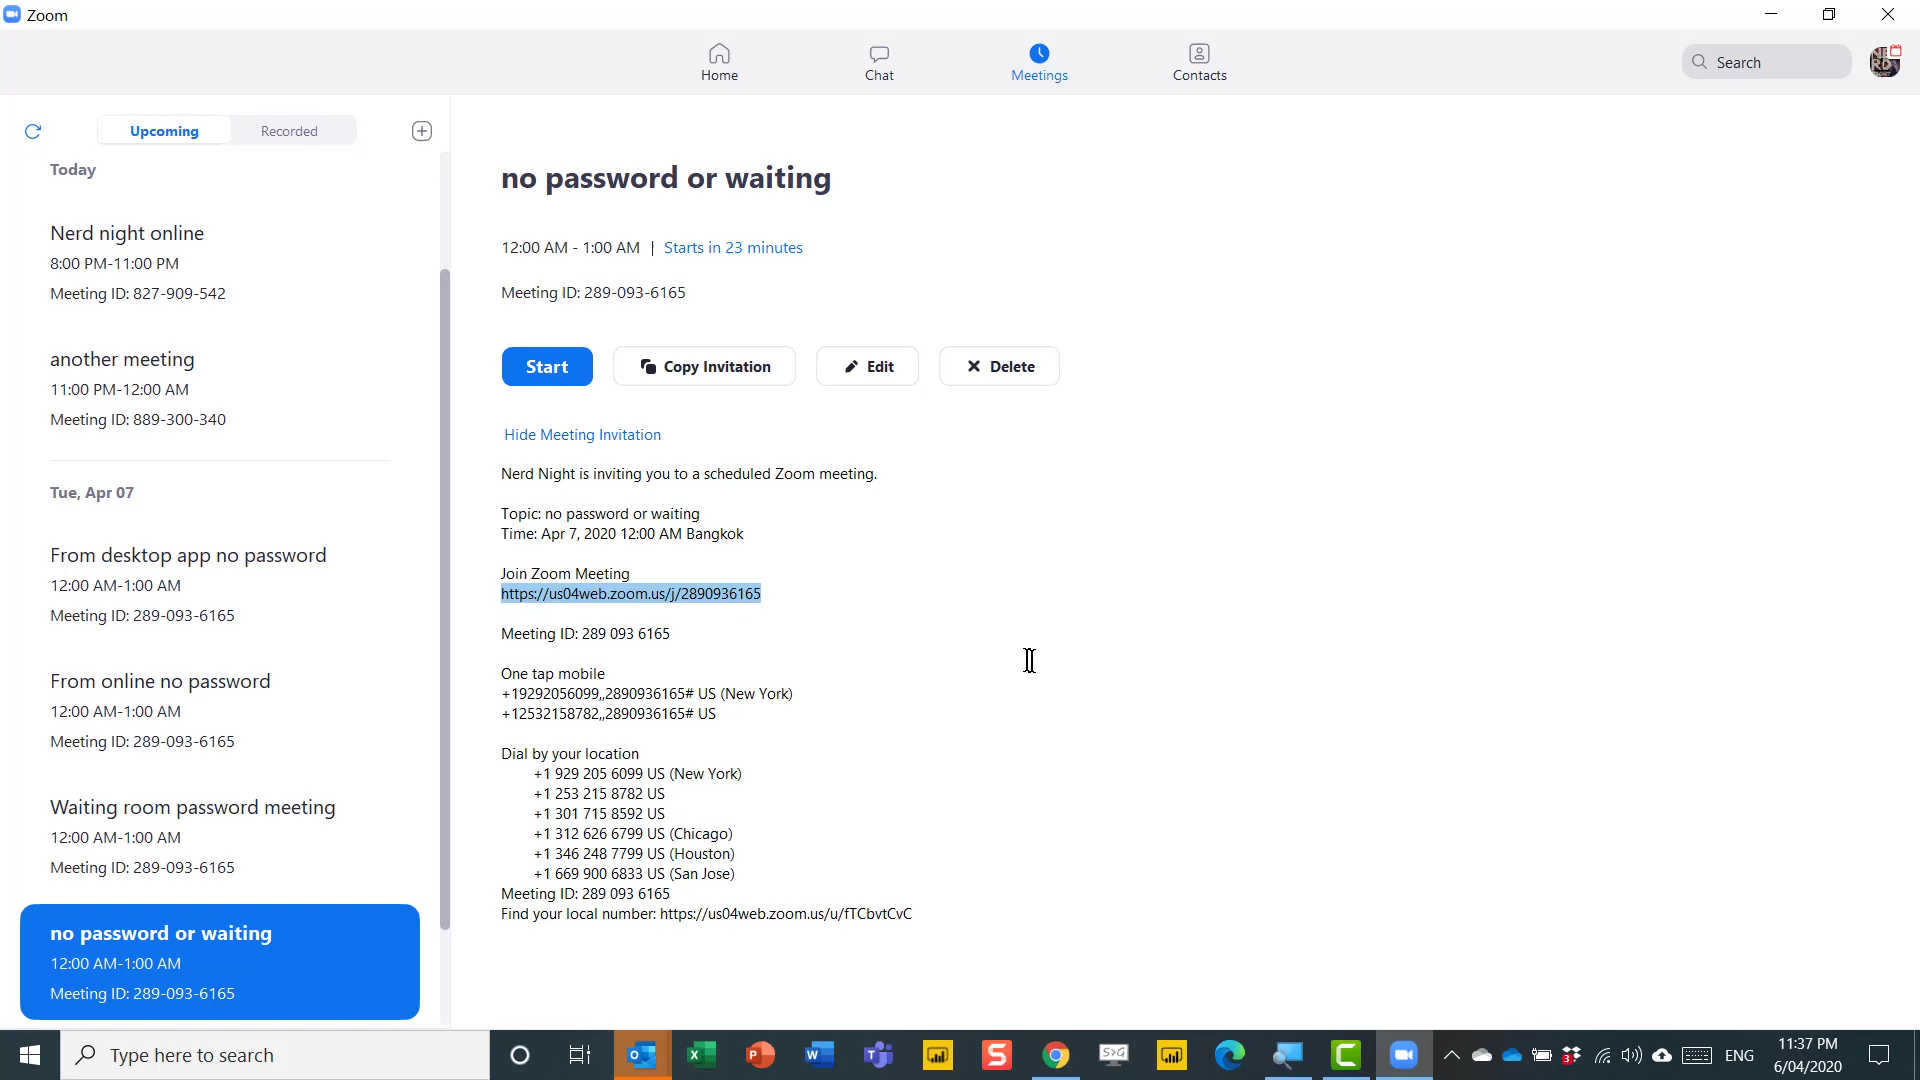 Zoom
Home
Chat
Meetings
Contacts
Search
Upcoming
Recorded
Today
Nerd night online
8:00 PM-11:00 PM
Meeting ID: 827-909-542
another meeting
11:00 PM-12:00 AM
Meeting ID: 889-300-340
Tue, Apr 07
From desktop app no password
12:00 AM-1:00 AM
Meeting ID: 289-093-6165
From online no password
12:00 AM-1:00 AM
Meeting ID: 289-093-6165
Waiting room password meeting
12:00 AM-1:00 AM
Meeting ID: 289-093-6165
no password or waiting
12:00 AM-1:00 AM
Meeting ID: 289-093-6165
no password or waiting
12:00 AM - 1:00 AM | Starts in 23 minutes
Meeting ID: 289-093-6165
Start
Copy Invitation
Edit
Delete
Hide Meeting Invitation
Nerd Night is inviting you to a scheduled Zoom meeting.
Topic: no password or waiting
Time: Apr 7, 2020 12:00 AM Bangkok
Join Zoom Meeting
https://us04web.zoom.us/j/2890936165
Meeting ID: 289 093 6165
One tap mobile
+19292056099,,2890936165# US (New York)
+12532158782,,2890936165# US
Dial by your location
+1 929 205 6099 US (New York)
+1 253 215 8782 US
+1 301 715 8592 US
+1 312 626 6799 US (Chicago)
+1 346 248 7799 US (Houston)
+1 669 900 6833 US (San Jose)
Meeting ID: 289 093 6165
Find your local number: https://us04web.zoom.us/u/fTCbvtCvC
Type here to search
ENG
11:37 PM
6/04/2020